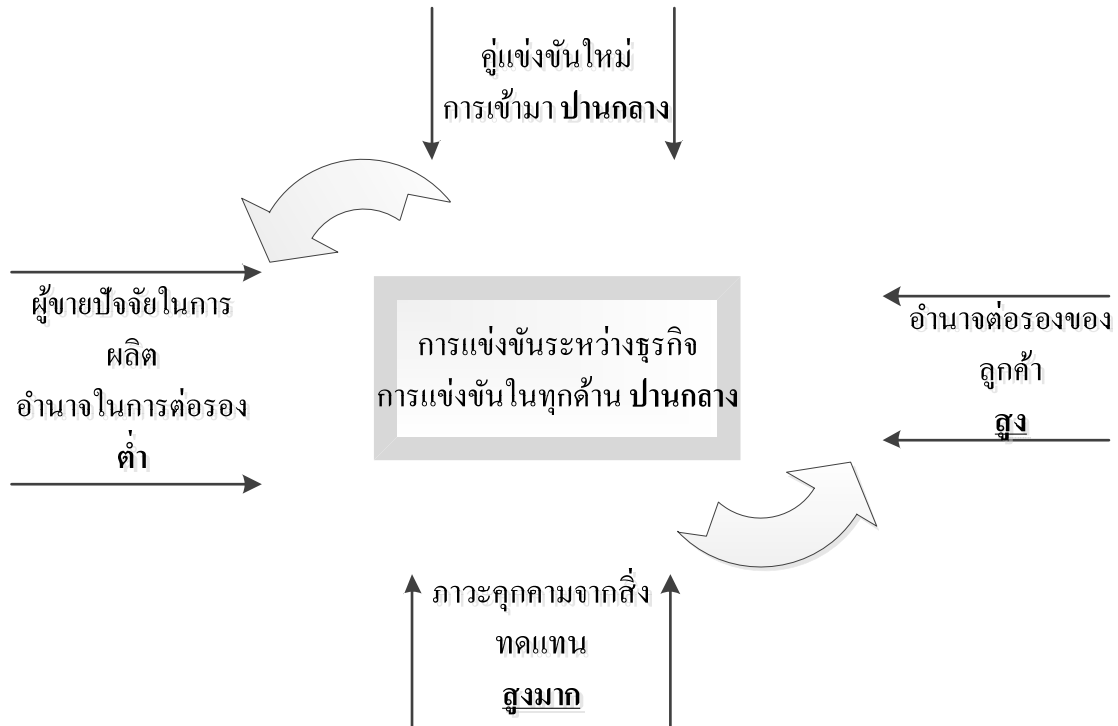 คู่แข่งขันใหม่
การเข้ามา ปานกลาง
ผู้ขายปัจจัยในการ
ผลิต
อำนาจในการต่อรอง
ต่ำ
การแข่งขันระหว่างธุรกิจ
การแข่งขันในทุกด้าน ปานกลาง
อำนาจต่อรองของ
ลูกค้า
สูง
ภาวะคุกคามจากสิ่ง
ทดแทน
สูงมาก